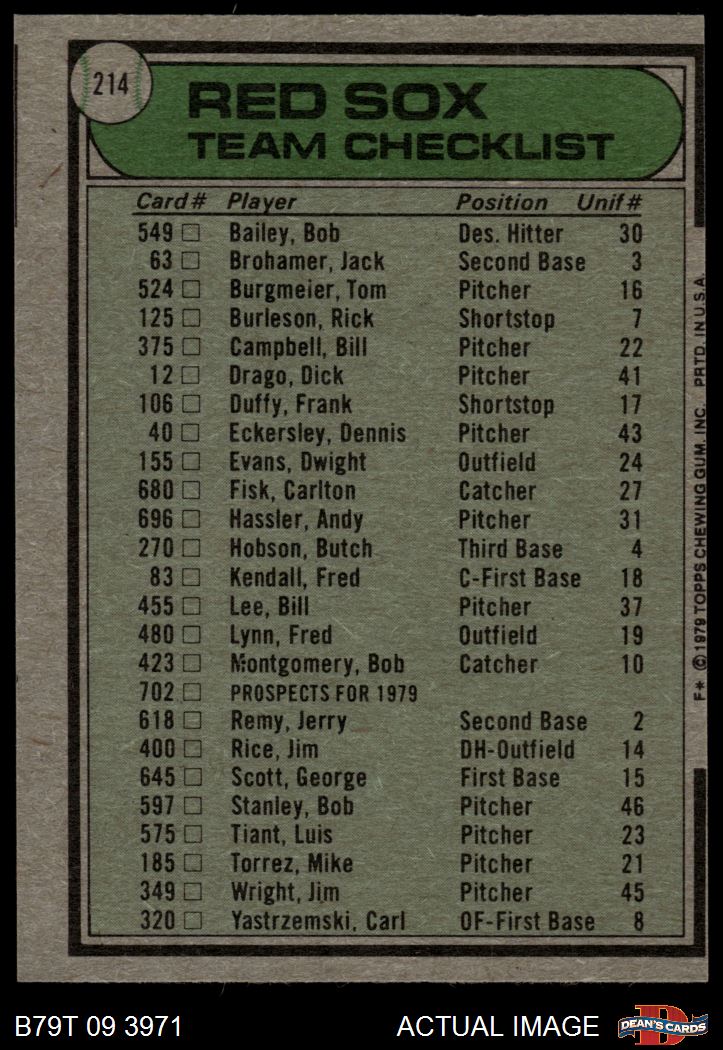 214
RED SOX
TEAM CHECKLIST
Card# Player Position Unif#
549 Bailey, Bob Des. Hitter 30
63 Brohamer, Jack Second Base 3
524 Burgmeier, Tom Pitcher 16
125 Burleson, Rick Shortstop 7
375 Campbell, Bill Pitcher 22
12 Drago, Dick Pitcher 41
106 Duffy, Frank Shortstop 17
40 Eckersley, Dennis Pitcher 43
155 Evans, Dwight Outfield 24
680 Fisk, Carlton Catcher 27
696 Hassler, Andy Pitcher 31
270 Hobson, Butch Third Base 4
83 Kendall, Fred C-First Base 18
455 Lee, Bill Pitcher 37
480 Lynn, Fred Outfield 19
423 Montgomery, Bob Catcher 10
702 PROSPECTS FOR 1979
618 Remy, Jerry Second Base 2
400 Rice, Jim DH-Outfield 14
645 Scott, George First Base 15
597 Stanley, Bob Pitcher 46
575 Tiant, Luis Pitcher 23
185 Torrez, Mike Pitcher 21
349 Wright, Jim Pitcher 45
320 Yastrzemski, Carl OF-First Base 8
F* © 1979 TOPPS CHEWING GUM, INC. PRTD. IN U.S.A.
B79T 09 3971 ACTUAL IMAGE
DEAN'S CARDS